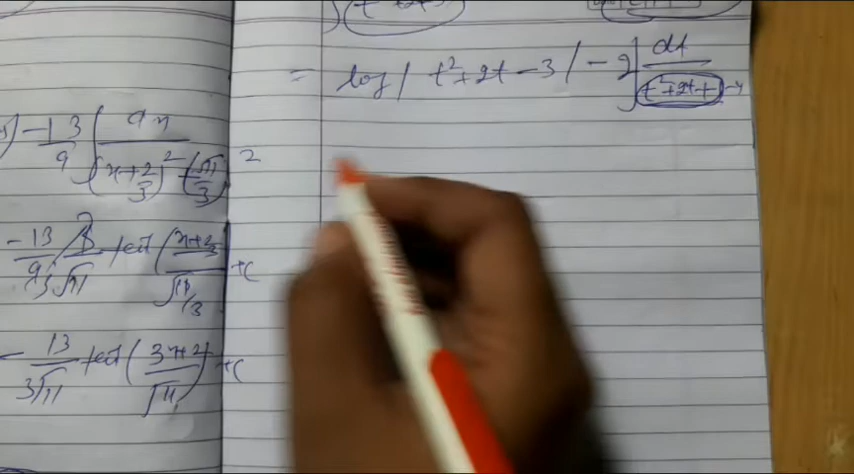 -13/9 ∫ dx / (x+2/3)² + (√11/3)²
-13/9 3/√11 tan⁻¹ ( x+2/3 / √11/3 ) +c
- 13/3√11 tan⁻¹ ( 3x+2 / √11 ) +c
= log | t²+2t-3 | - 2 ∫ dt / t²+2t+1-4